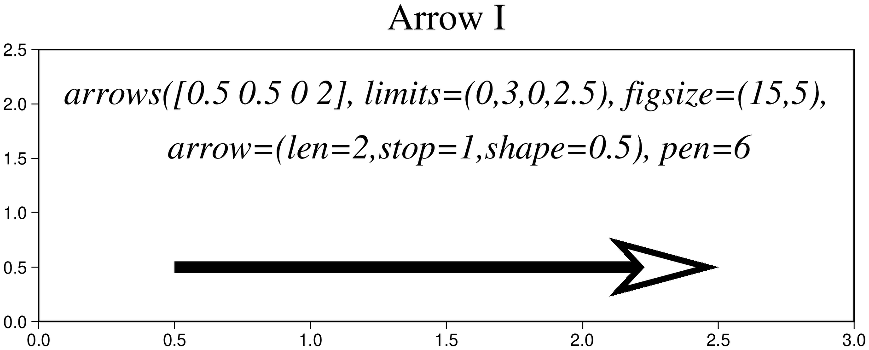 Arrow I
2.5
arrows([0.5 0.5 0 2], limits=(0,3,0,2.5), figsize=(15,5),
2.0
arrow=(len=2,stop=1,shape=0.5), pen=6
1.5
1.0
0.5
0.0
0.0 0.5 1.0 1.5 2.0 2.5 3.0